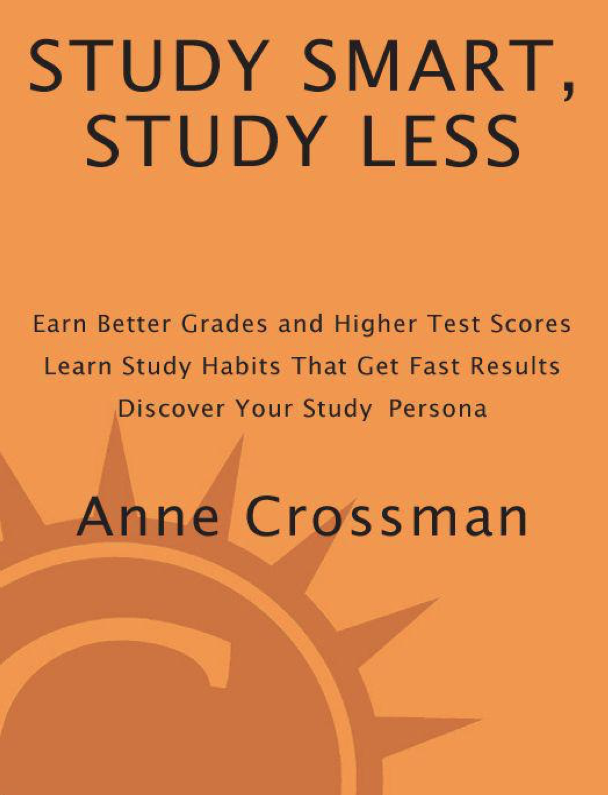 STUDY SMART,
STUDY LESS
Earn Better Grades and Higher Test Scores
Learn Study Habits That Get Fast Results
Discover Your Study Persona
Anne Crossman